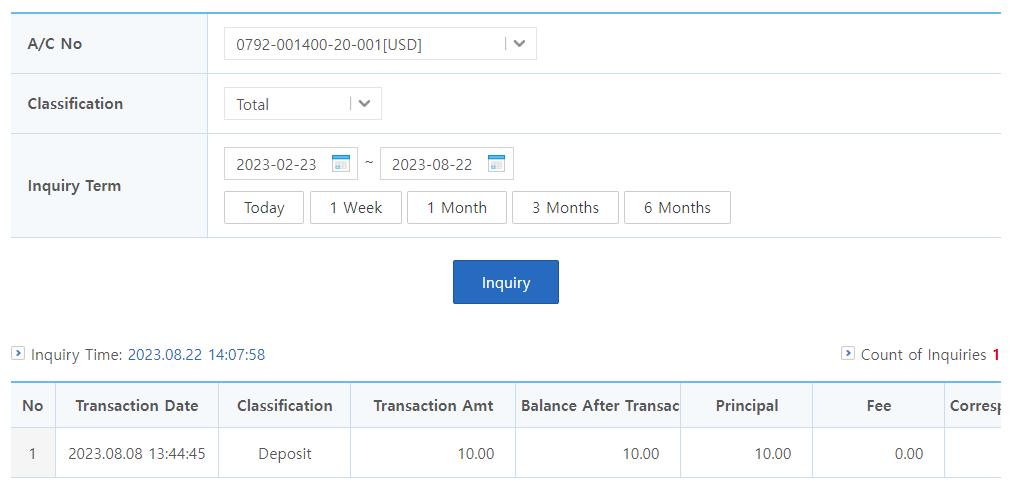 A/C No
0792-001400-20-001[USD]
Classification
Total
Inquiry Term
2023-02-23 ~ 2023-08-22
Today 1 Week 1 Month 3 Months 6 Months
Inquiry
Inquiry Time: 2023.08.22 14:07:58 Count of Inquiries 1
No Transaction Date Classification Transaction Amt Balance After Transac Principal Fee Corresp
1 2023.08.08 13:44:45 Deposit 10.00 10.00 10.00 0.00